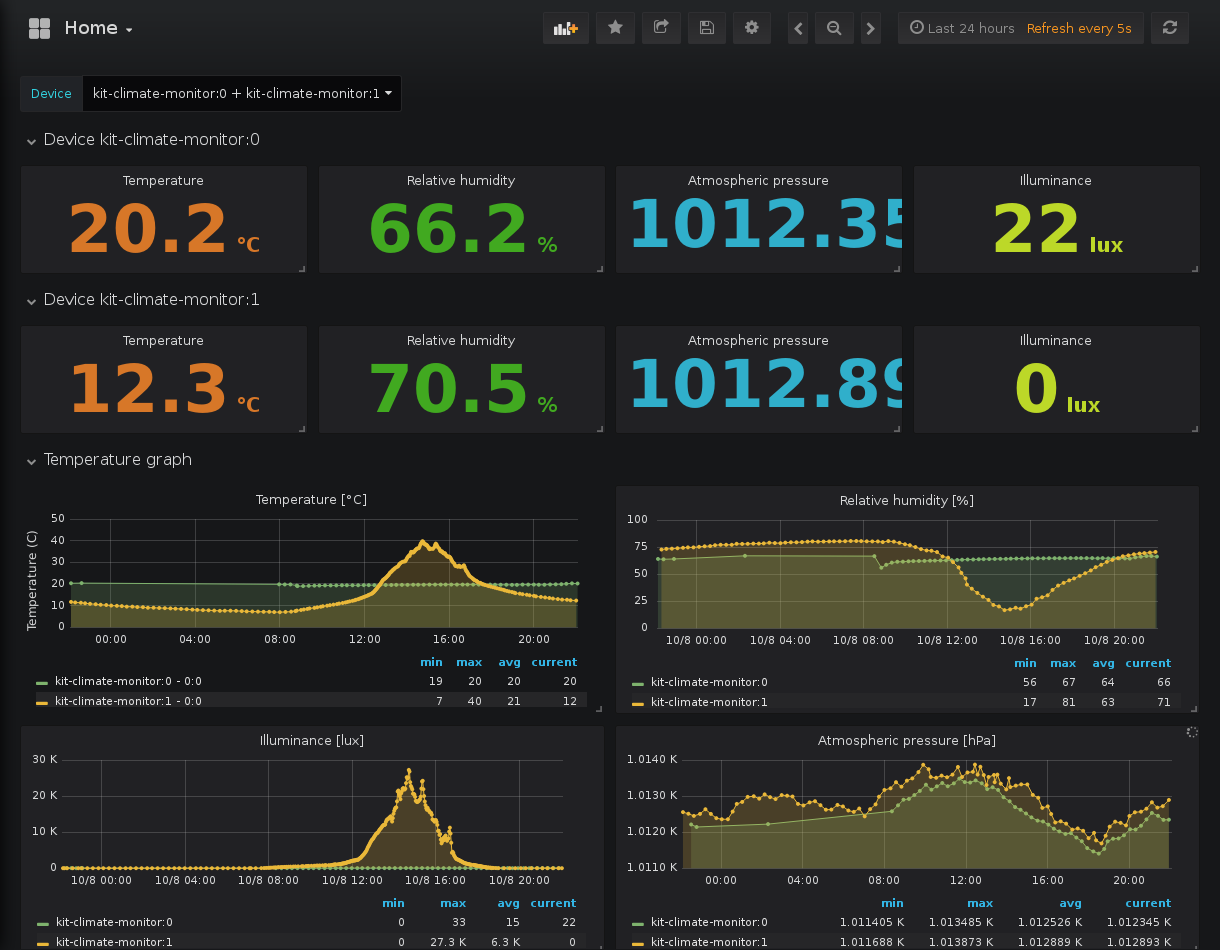 Home
Last 24 hours Refresh every 5s
Device kit-climate-monitor:0 + kit-climate-monitor:1
Device kit-climate-monitor:0
Temperature
20.2 °C
Relative humidity
66.2 %
Atmospheric pressure
1012.35
Illuminance
22 lux
Device kit-climate-monitor:1
Temperature
12.3 °C
Relative humidity
70.5 %
Atmospheric pressure
1012.89
Illuminance
0 lux
Temperature graph
Temperature [°C]
Temperature (C)
50
40
30
20
10
0
00:00 04:00 08:00 12:00 16:00 20:00
min max avg current
kit-climate-monitor:0 - 0:0 19 20 20 20
kit-climate-monitor:1 - 0:0 7 40 21 12
Relative humidity [%]
100
75
50
25
0
10/8 00:00 10/8 04:00 10/8 08:00 10/8 12:00 10/8 16:00 10/8 20:00
min max avg current
kit-climate-monitor:0 56 67 64 66
kit-climate-monitor:1 17 81 63 71
Illuminance [lux]
30 K
20 K
10 K
0
10/8 00:00 10/8 04:00 10/8 08:00 10/8 12:00 10/8 16:00 10/8 20:00
min max avg current
kit-climate-monitor:0 0 33 15 22
kit-climate-monitor:1 0 27.3 K 6.3 K 0
Atmospheric pressure [hPa]
1.0140 K
1.0130 K
1.0120 K
1.0110 K
00:00 04:00 08:00 12:00 16:00 20:00
min max avg current
kit-climate-monitor:0 1.011405 K 1.013485 K 1.012526 K 1.012345 K
kit-climate-monitor:1 1.011688 K 1.013873 K 1.012889 K 1.012893 K